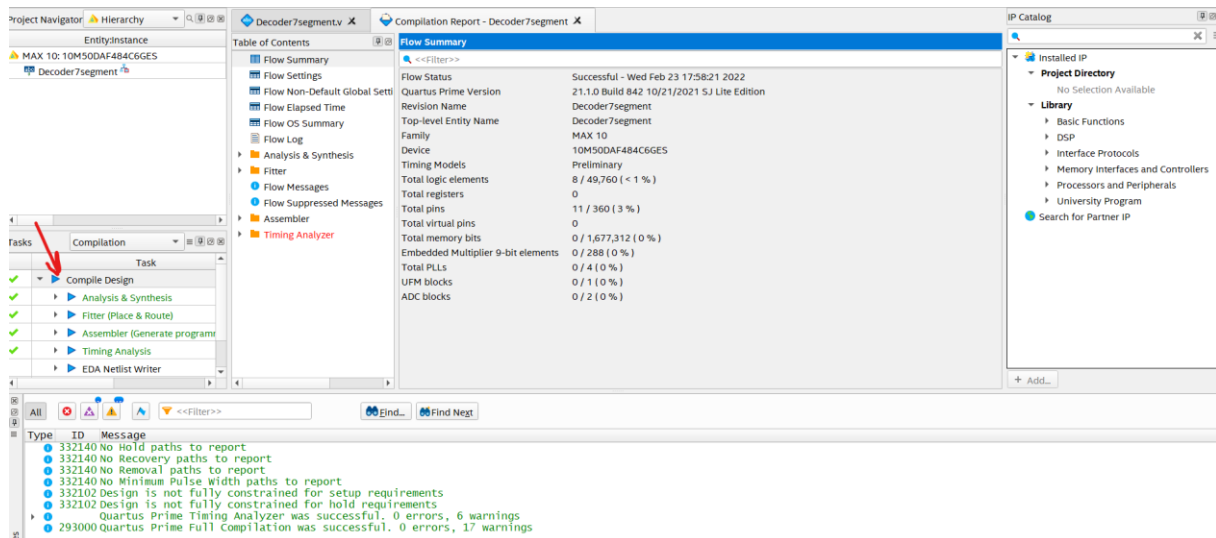 Project Navigator Hierarchy
Entity:Instance
MAX 10: 10M50DAF484C6GES
Decoder7segment
Tasks Compilation
Task
Compile Design
Analysis & Synthesis
Fitter (Place & Route)
Assembler (Generate programm
Timing Analysis
EDA Netlist Writer
Decoder7segment.v
Compilation Report - Decoder7segment
Table of Contents
Flow Summary
Flow Settings
Flow Non-Default Global Setti
Flow Elapsed Time
Flow OS Summary
Flow Log
Analysis & Synthesis
Fitter
Flow Messages
Flow Suppressed Messages
Assembler
Timing Analyzer
Flow Summary
<<Filter>>
Flow Status Successful - Wed Feb 23 17:58:21 2022
Quartus Prime Version 21.1.0 Build 842 10/21/2021 SJ Lite Edition
Revision Name Decoder7segment
Top-level Entity Name Decoder7segment
Family MAX 10
Device 10M50DAF484C6GES
Timing Models Preliminary
Total logic elements 8 / 49,760 ( < 1 % )
Total registers 0
Total pins 11 / 360 ( 3 % )
Total virtual pins 0
Total memory bits 0 / 1,677,312 ( 0 % )
Embedded Multiplier 9-bit elements 0 / 288 ( 0 % )
Total PLLs 0 / 4 ( 0 % )
UFM blocks 0 / 1 ( 0 % )
ADC blocks 0 / 2 ( 0 % )
IP Catalog
Installed IP
Project Directory
No Selection Available
Library
Basic Functions
DSP
Interface Protocols
Memory Interfaces and Controllers
Processors and Peripherals
University Program
Search for Partner IP
+ Add...
All <<Filter>> Find... Find Next
Type ID Message
332140 No Hold paths to report
332140 No Recovery paths to report
332140 No Removal paths to report
332140 No Minimum Pulse Width paths to report
332102 Design is not fully constrained for setup requirements
332102 Design is not fully constrained for hold requirements
Quartus Prime Timing Analyzer was successful. 0 errors, 6 warnings
293000 Quartus Prime Full Compilation was successful. 0 errors, 17 warnings